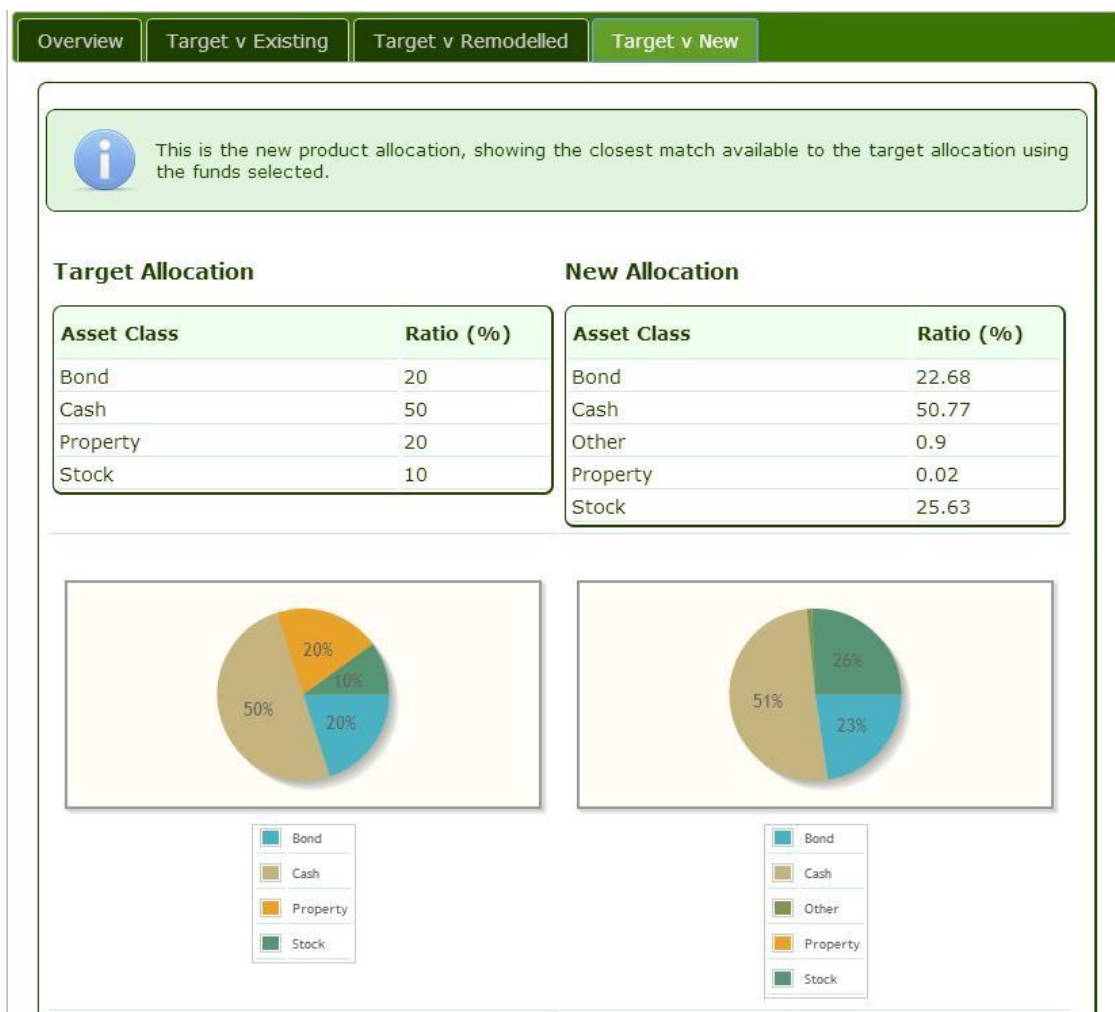 Overview Target v Existing Target v Remodelled Target v New
This is the new product allocation, showing the closest match available to the target allocation using
the funds selected.
Target Allocation
Asset Class Ratio (%)
Bond 20
Cash 50
Property 20
Stock 10
New Allocation
Asset Class Ratio (%)
Bond 22.68
Cash 50.77
Other 0.9
Property 0.02
Stock 25.63
20%
10%
50%
20%
Bond
Cash
Property
Stock
26%
51%
23%
Bond
Cash
Other
Property
Stock